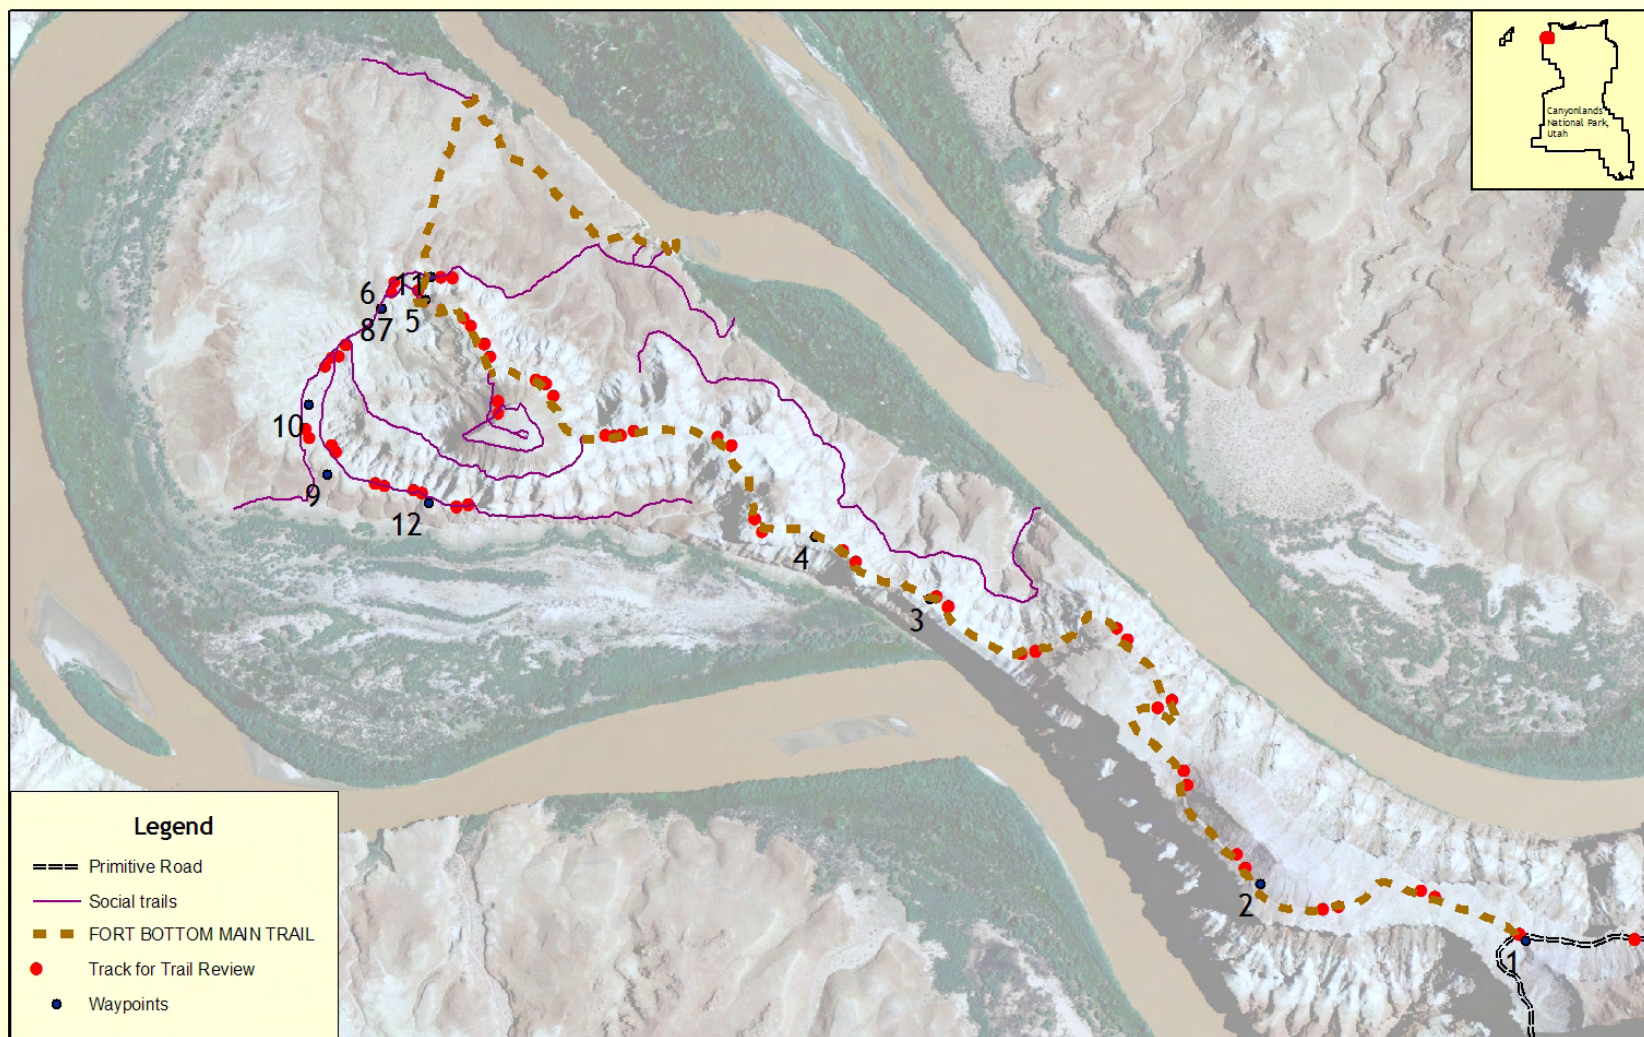 Canyonlands
National Park,
Utah
6
11
5
87
10
9
12
4
3
2
1
Legend
Primitive Road
Social trails
FORT BOTTOM MAIN TRAIL
Track for Trail Review
Waypoints